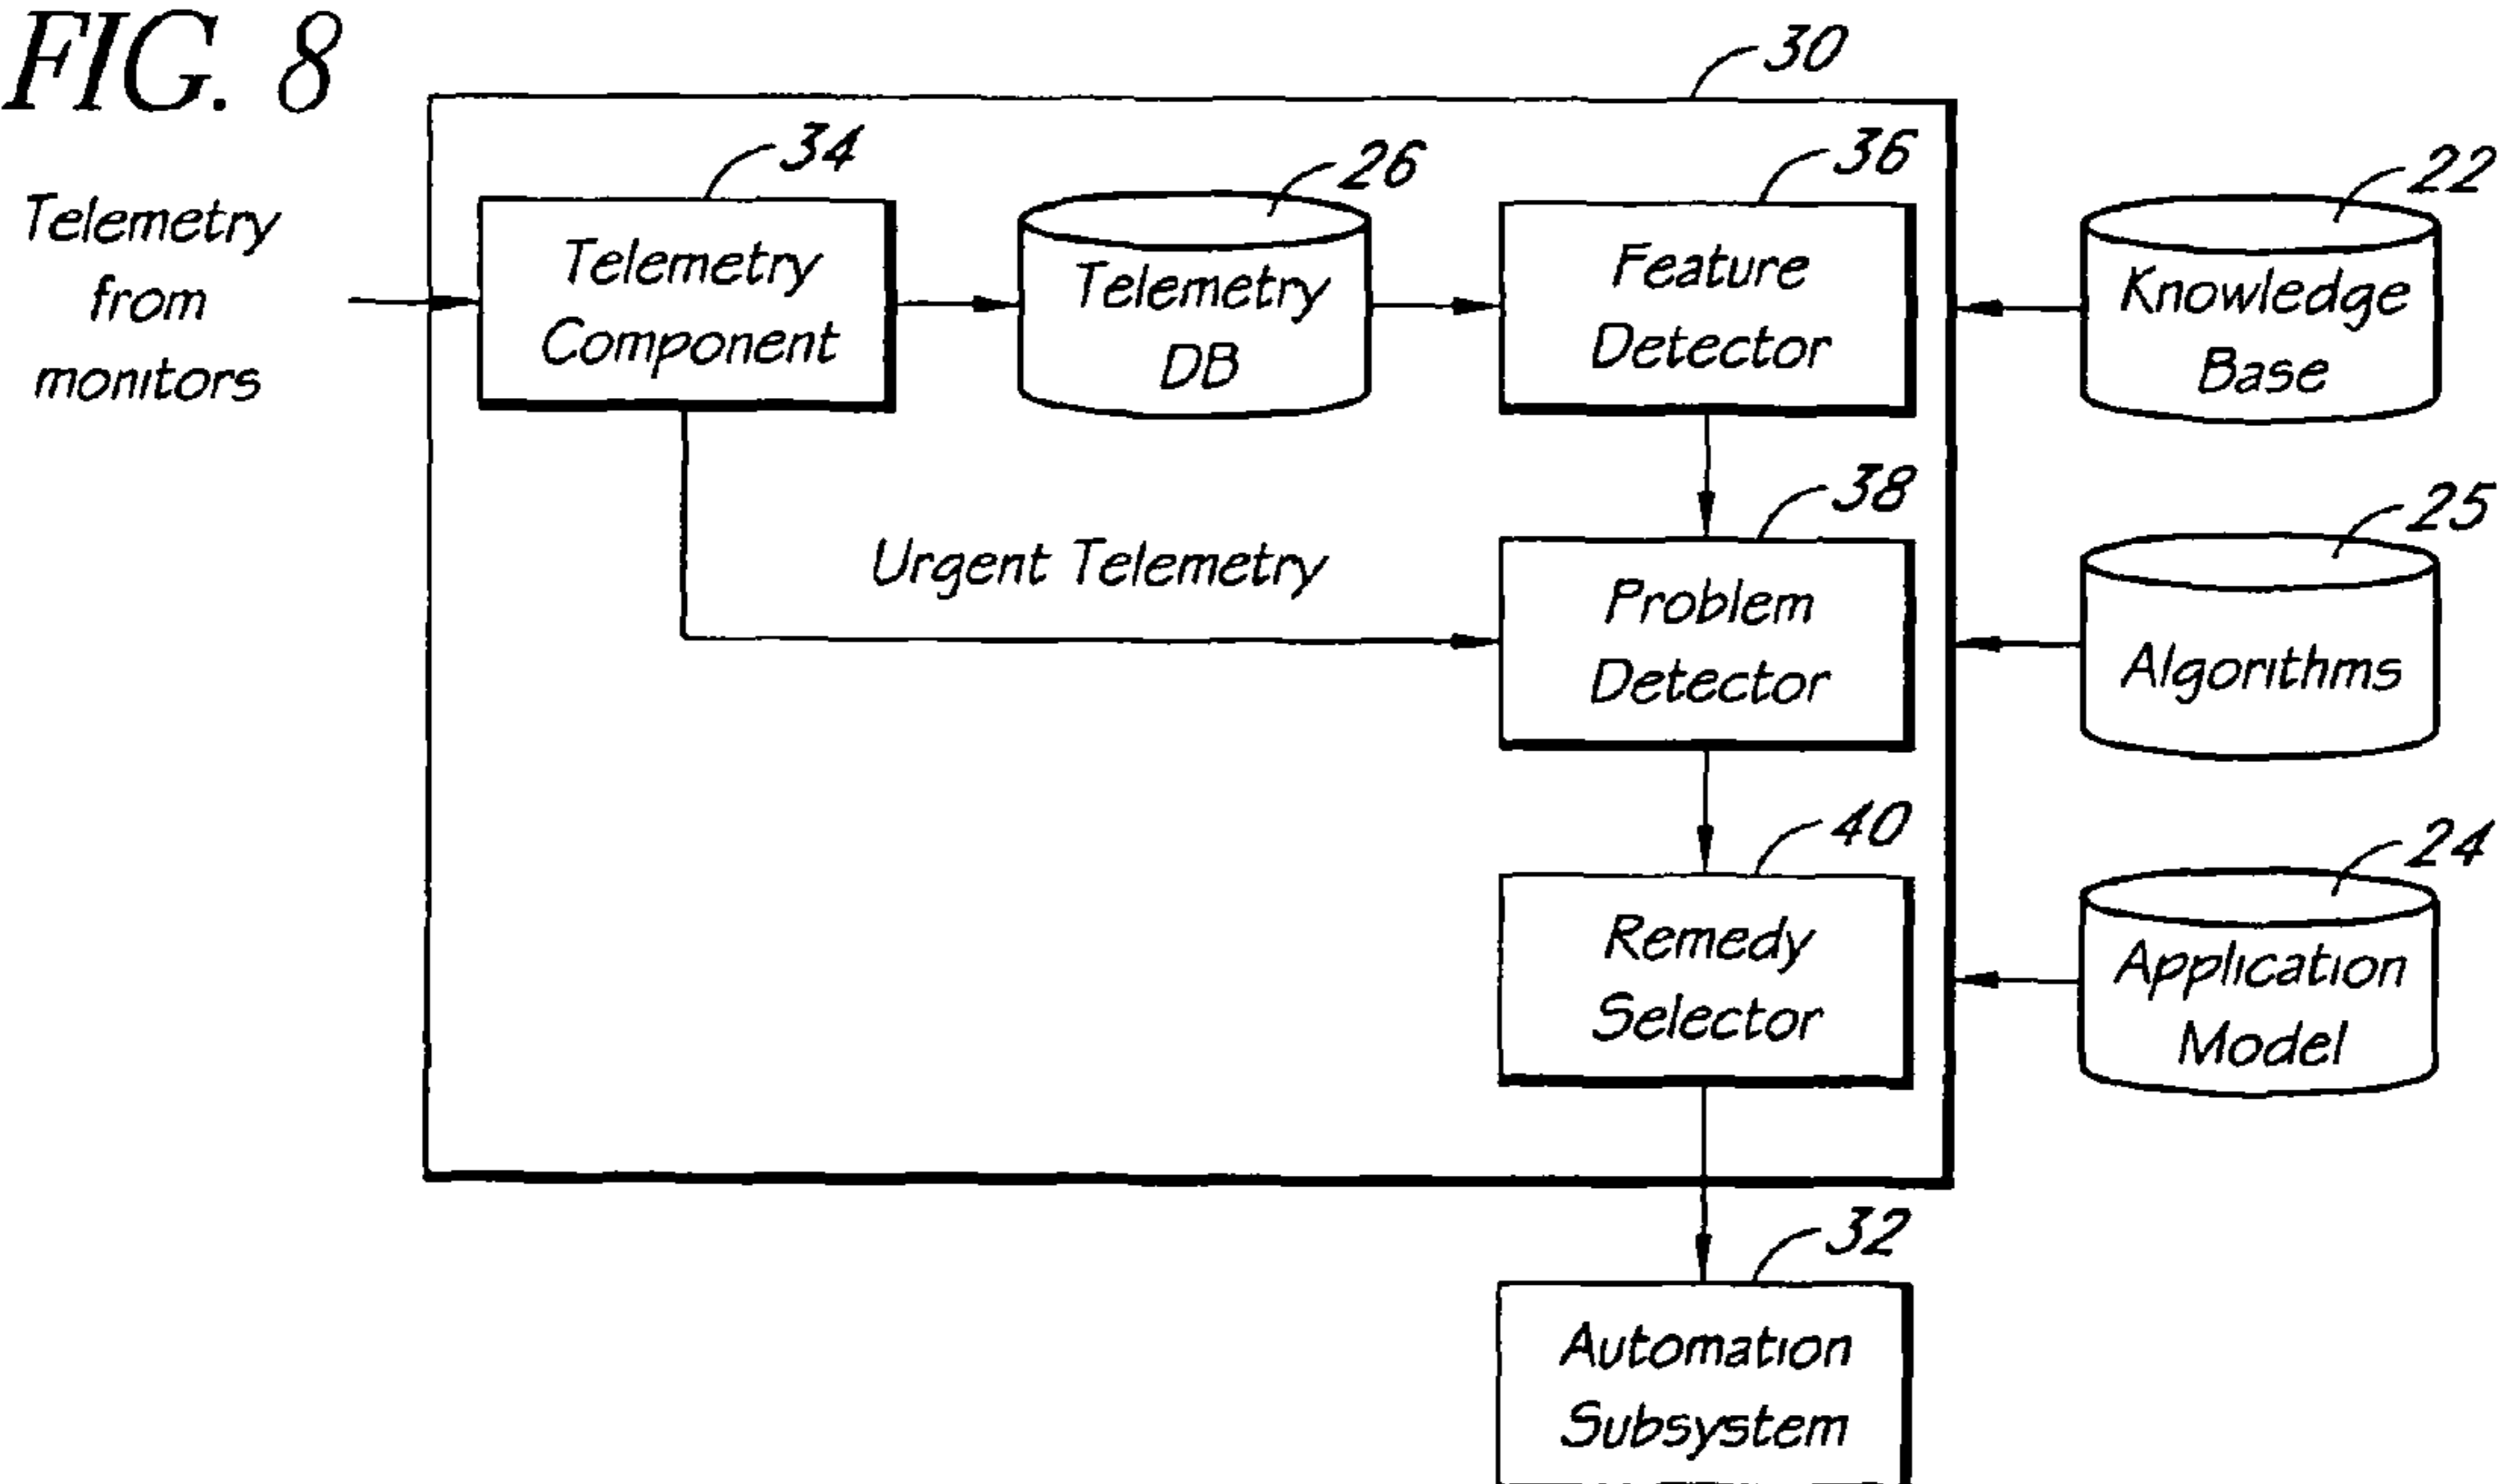 FIG. 8
30
34
26
36
22
Telemetry
from
monitors
Telemetry
Component
Telemetry
DB
Feature
Detector
Knowledge
Base
38
25
Urgent Telemetry
Problem
Detector
Algorithms
40
24
Remedy
Selector
Application
Model
32
Automation
Subsystem